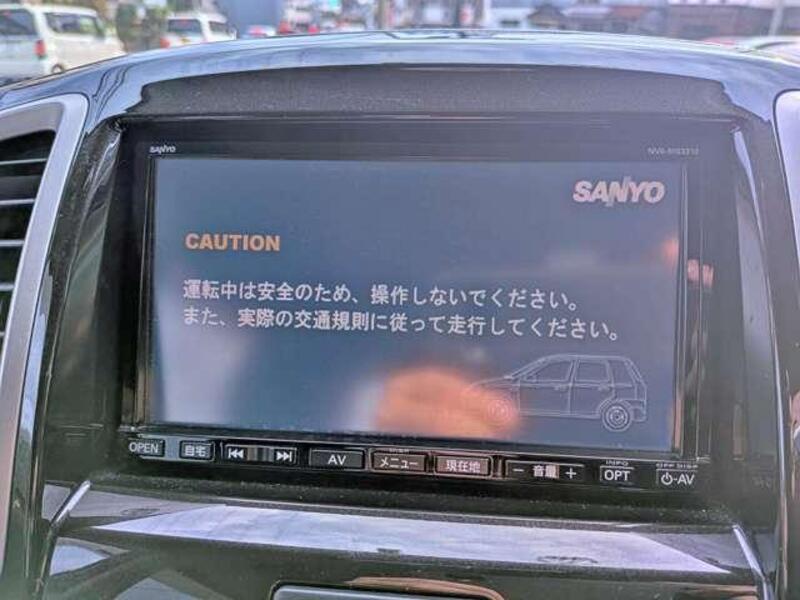 SANYO
SANYO
CAUTION
運転中は安全のため、操作しないでください。
また、実際の交通規則に従って走行してください。
OPEN 自宅 AV メニュー 現在地 − 音量 + INFO OPT OFF DISP AV